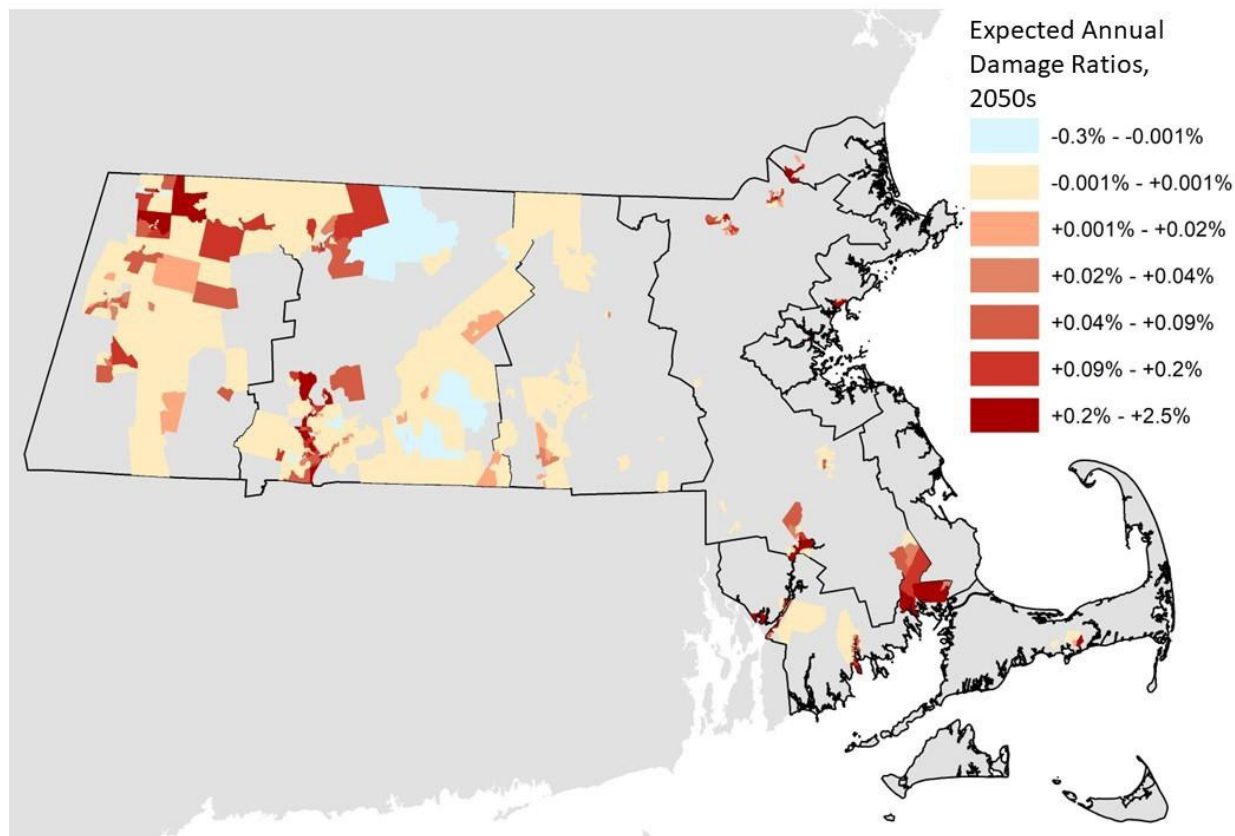 Expected Annual
Damage Ratios,
2050s
-0.3% - -0.001%
-0.001% - +0.001%
+0.001% - +0.02%
+0.02% - +0.04%
+0.04% - +0.09%
+0.09% - +0.2%
+0.2% - +2.5%